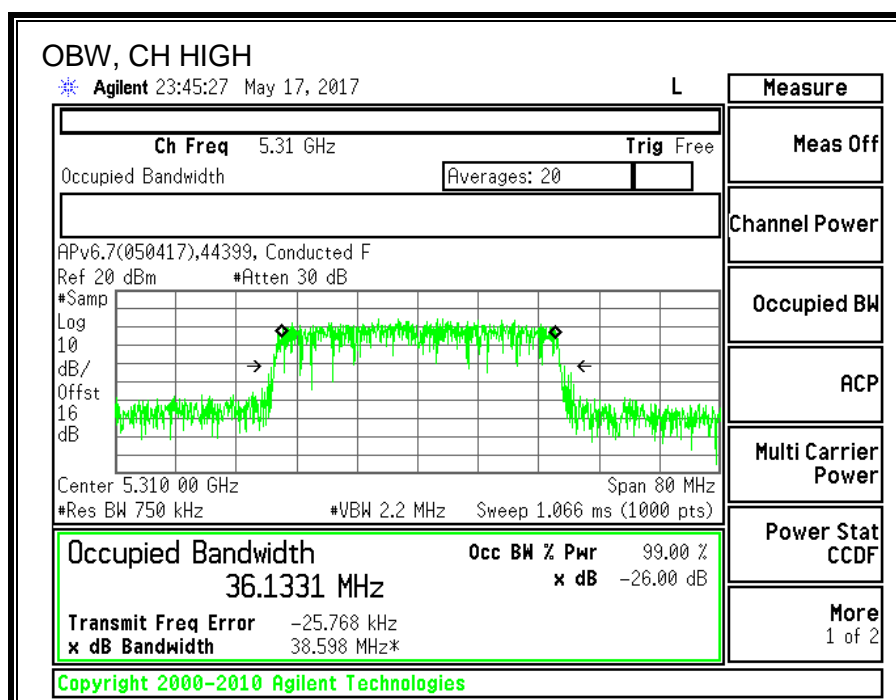 OBW, CH HIGH
Agilent 23:45:27 May 17, 2017 L
Measure
Ch Freq 5.31 GHz Trig Free
Meas Off
Occupied Bandwidth Averages: 20
Channel Power
APv6.7(050417),44399, Conducted F
Ref 20 dBm #Atten 30 dB
#Samp
Log
10
dB/
Offst
16
dB
Occupied BW
ACP
Multi Carrier
Power
Center 5.310 00 GHz Span 80 MHz
#Res BW 750 kHz #VBW 2.2 MHz Sweep 1.066 ms (1000 pts)
Power Stat
CCDF
Occupied Bandwidth Occ BW % Pwr 99.00 %
36.1331 MHz x dB -26.00 dB
Transmit Freq Error -25.768 kHz
x dB Bandwidth 38.598 MHz*
More
1 of 2
Copyright 2000-2010 Agilent Technologies